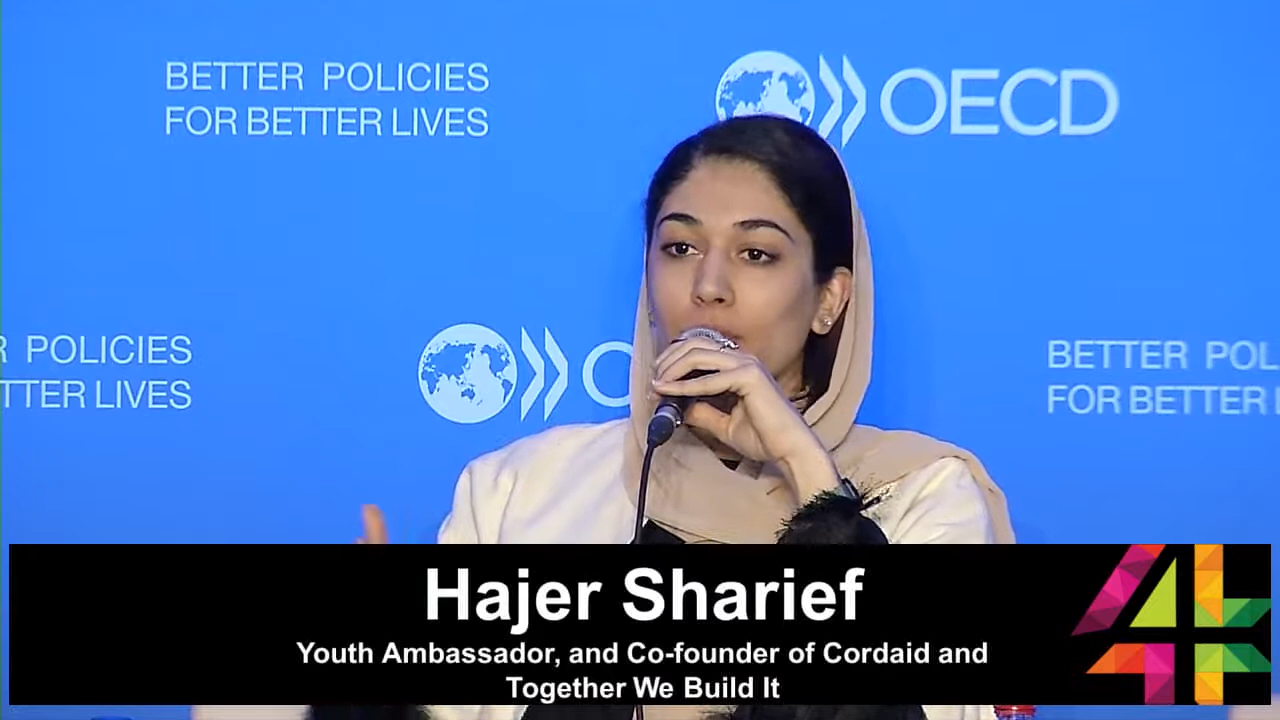 BETTER POLICIES
FOR BETTER LIVES
OECD
R POLICIES
TTER LIVES
O
BETTER POL
FOR BETTER
Hajer Sharief
Youth Ambassador, and Co-founder of Cordaid and
Together We Build It